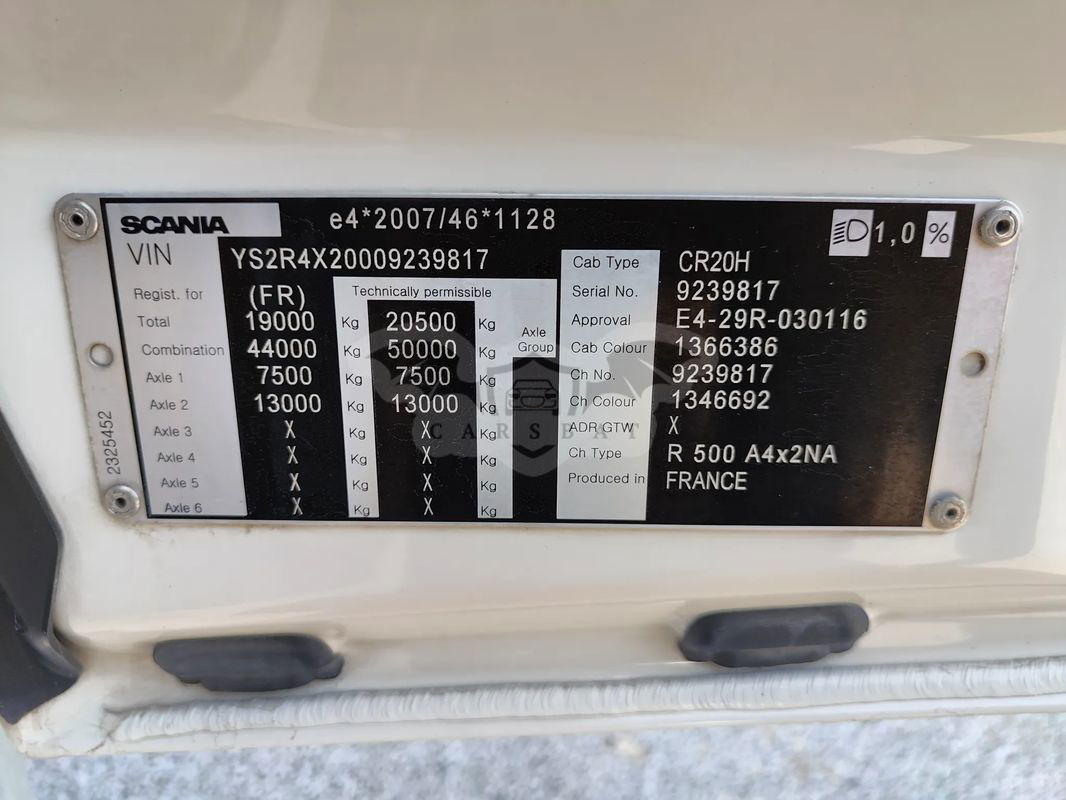 SCANIA e4*2007/46*1128 1,0 %
VIN YS2R4X20009239817
Regist. for (FR) Technically permissible
Total 19000 Kg 20500 Kg
Combination 44000 Kg 50000 Kg Axle Group
Axle 1 7500 Kg 7500 Kg
Axle 2 13000 Kg 13000 Kg
Axle 3 X Kg X Kg
Axle 4 X Kg X Kg
Axle 5 X Kg X Kg
Axle 6 X Kg X Kg
Cab Type CR20H
Serial No. 9239817
Approval E4-29R-030116
Cab Colour 1366386
Ch No. 9239817
Ch Colour 1346692
ADR GTW X
Ch Type R 500 A4x2NA
Produced in FRANCE
2325452
CARSBAT